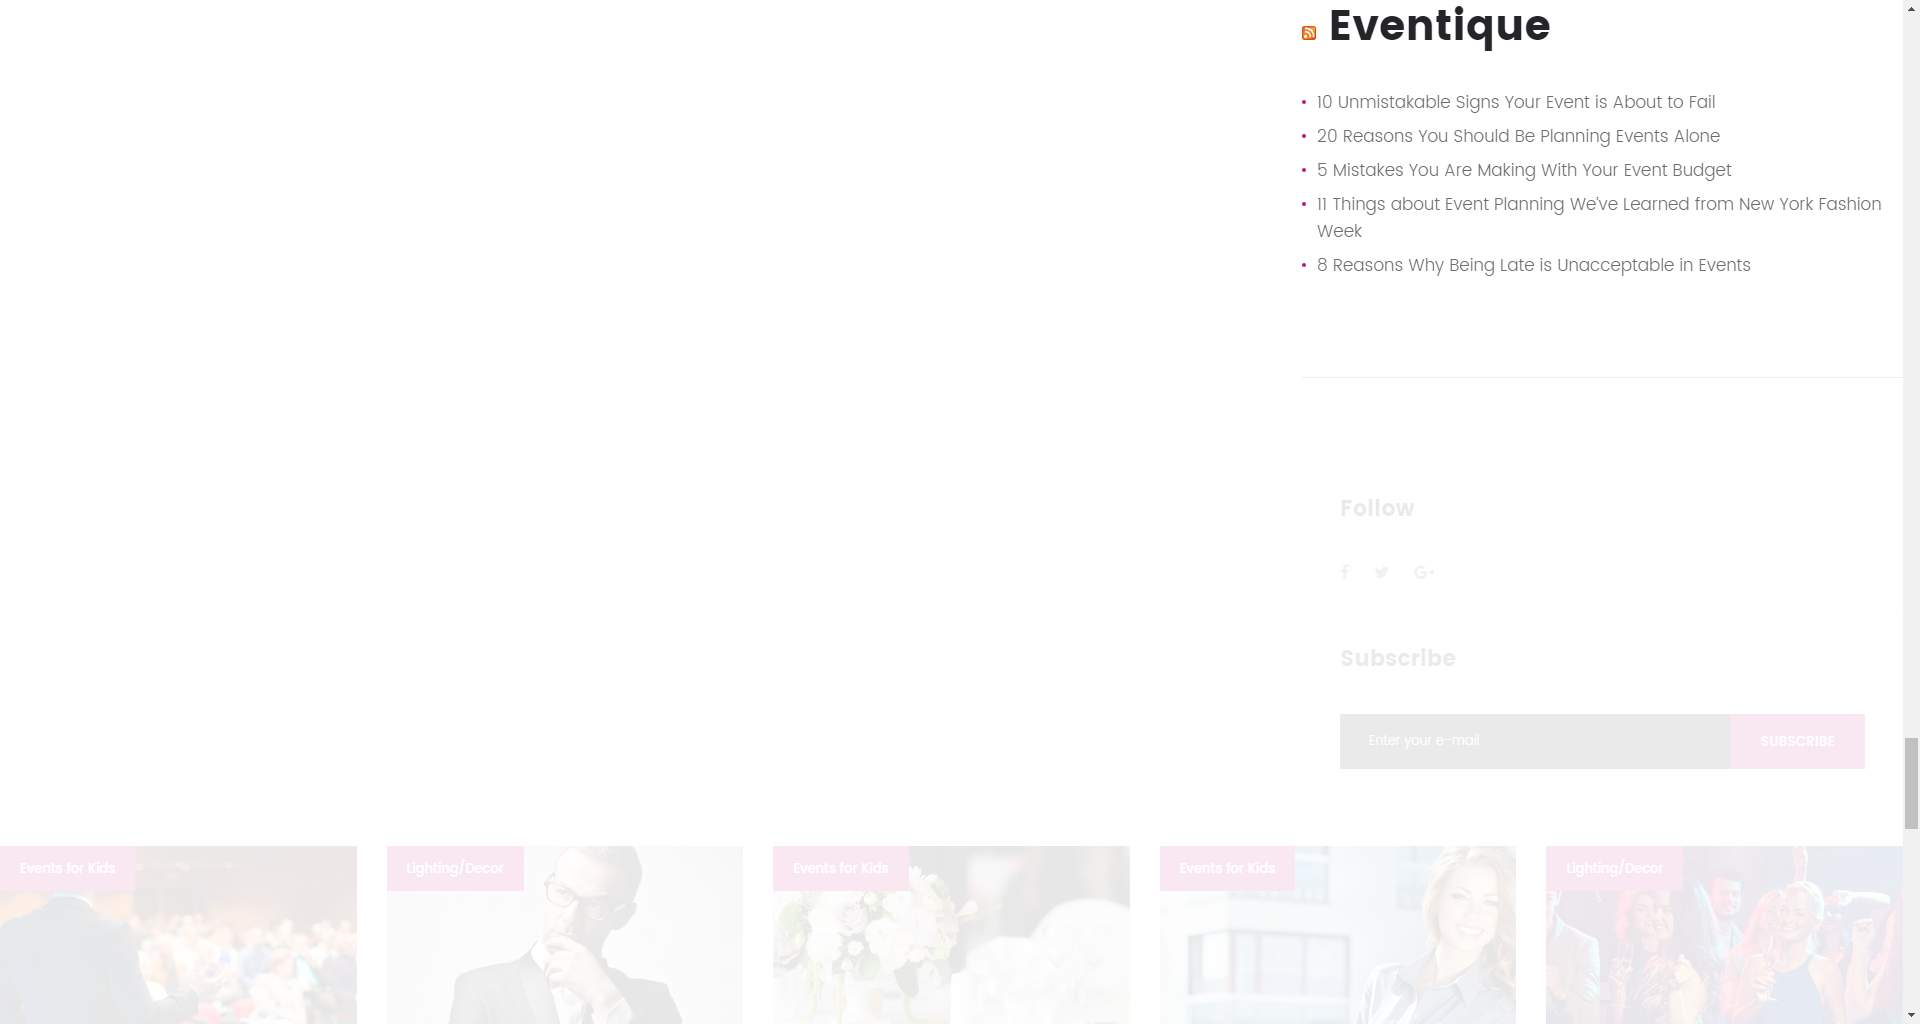 Eventique
10 Unmistakable Signs Your Event is About to Fail
20 Reasons You Should Be Planning Events Alone
5 Mistakes You Are Making With Your Event Budget
11 Things about Event Planning We've Learned from New York Fashion
Week
8 Reasons Why Being Late is Unacceptable in Events
Follow
Subscribe
Enter your e-mail
SUBSCRIBE
Events for Kids
Lighting/Decor
Events for Kids
Events for Kids
Lighting/Decor